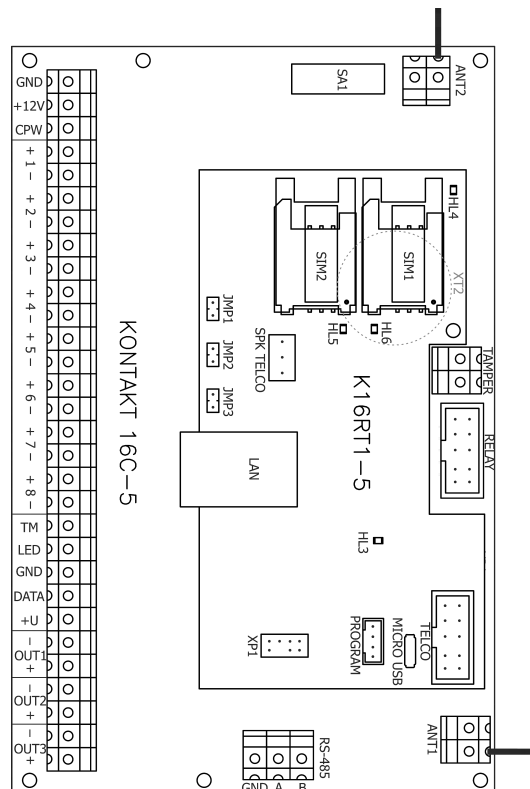 GND
+12V
CPW
+
1
-
+
2
-
+
3
-
+
4
-
+
5
-
+
6
-
+
7
-
+
8
-
TM
LED
GND
DATA
+U
-
OUT1
+
-
OUT2
+
-
OUT3
+
KONTAKT 16C-5
SA1
ANT2
HL4
SIM2
SIM1
XT2
JMP1
HL5
HL6
SPK TELCO
JMP2
JMP3
K16RT1-5
TAMPER
RELAY
LAN
HL3
XP1
PROGRAM
MICRO USB
TELCO
ANT1
RS-485
GND A B